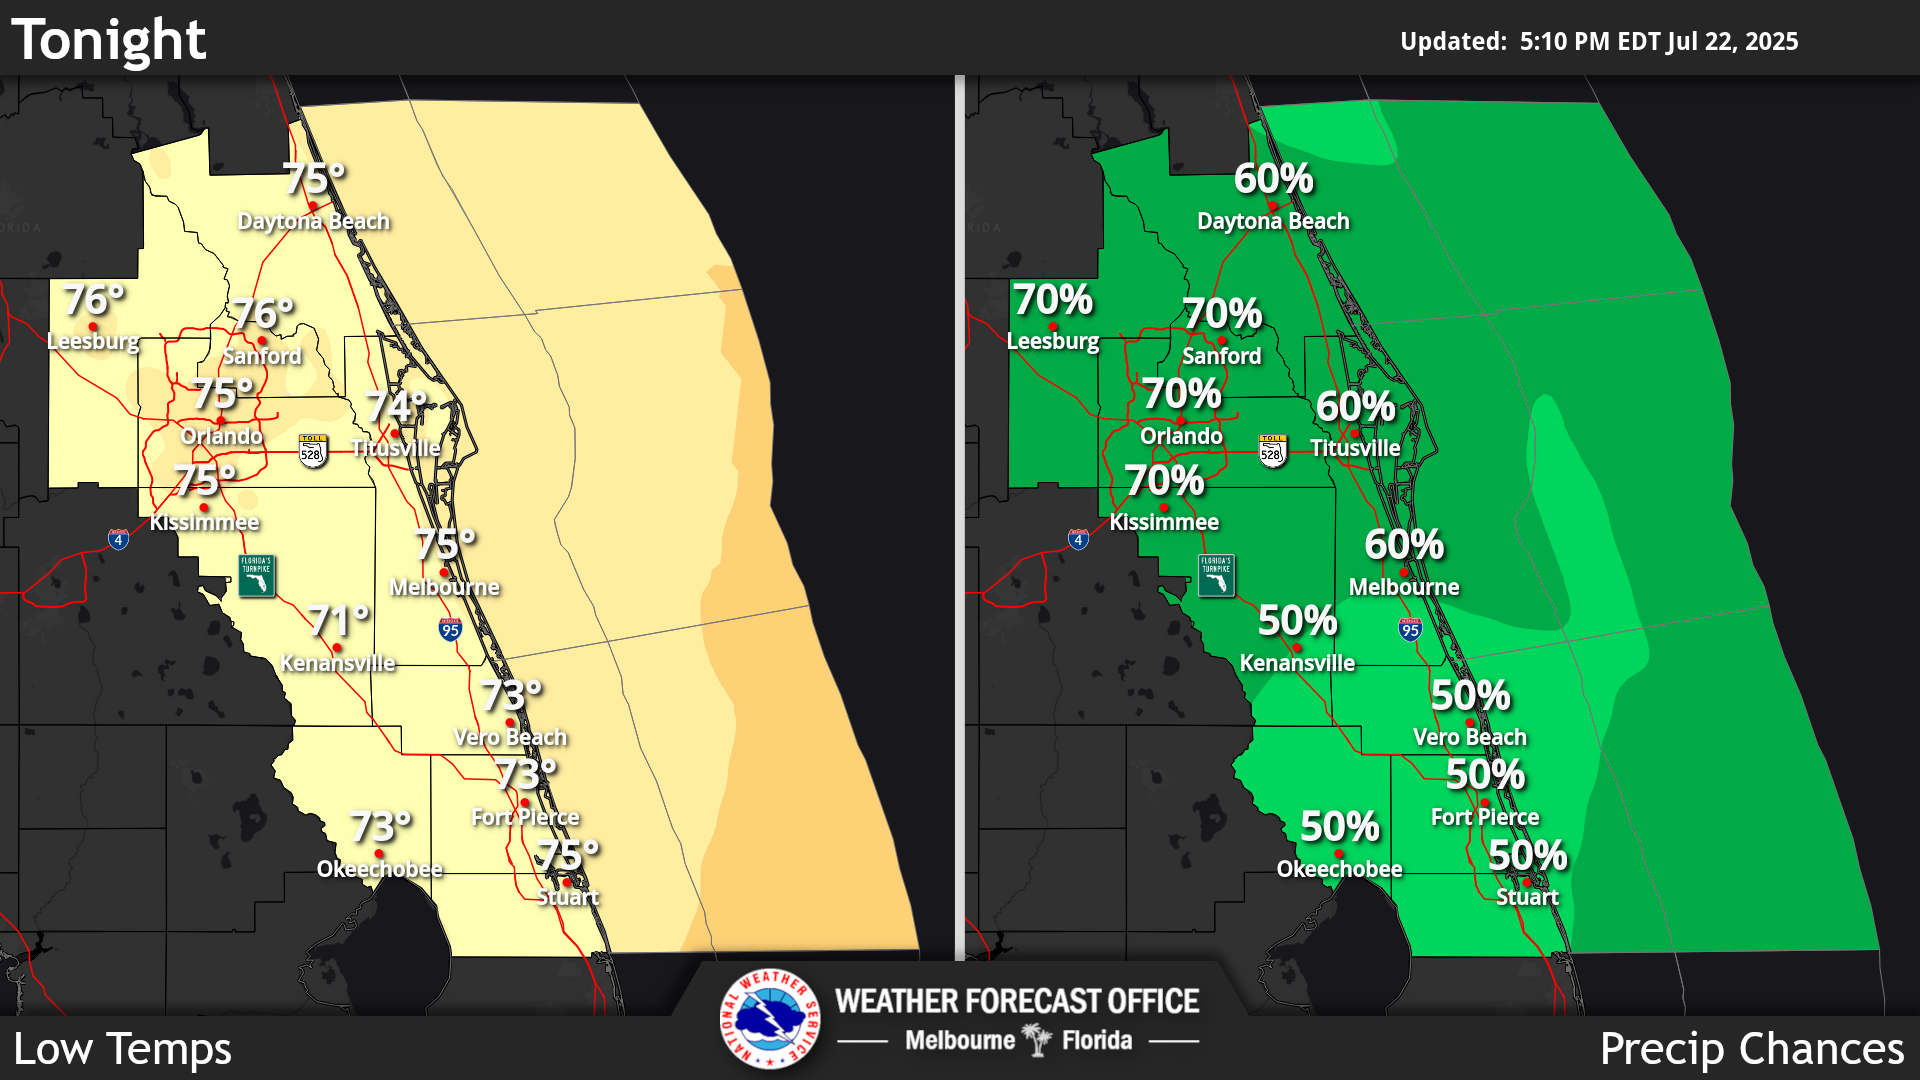 Tonight
Updated: 5:10 PM EDT Jul 22, 2025
75°
Daytona Beach
76°
Leesburg
76°
Sanford
75°
Orlando
74°
Titusville
TOLL
528
75°
Kissimmee
4
FLORIDA'S
TURNPIKE
75°
Melbourne
71°
Kenansville
95
73°
Vero Beach
73°
Fort Pierce
73°
Okeechobee
75°
Stuart
60%
Daytona Beach
70%
Leesburg
70%
Sanford
70%
Orlando
60%
Titusville
TOLL
528
70%
Kissimmee
4
FLORIDA'S
TURNPIKE
60%
Melbourne
50%
Kenansville
95
50%
Vero Beach
50%
Fort Pierce
50%
Okeechobee
50%
Stuart
NATIONAL WEATHER SERVICE
WEATHER FORECAST OFFICE
Melbourne Florida
Low Temps
Precip Chances